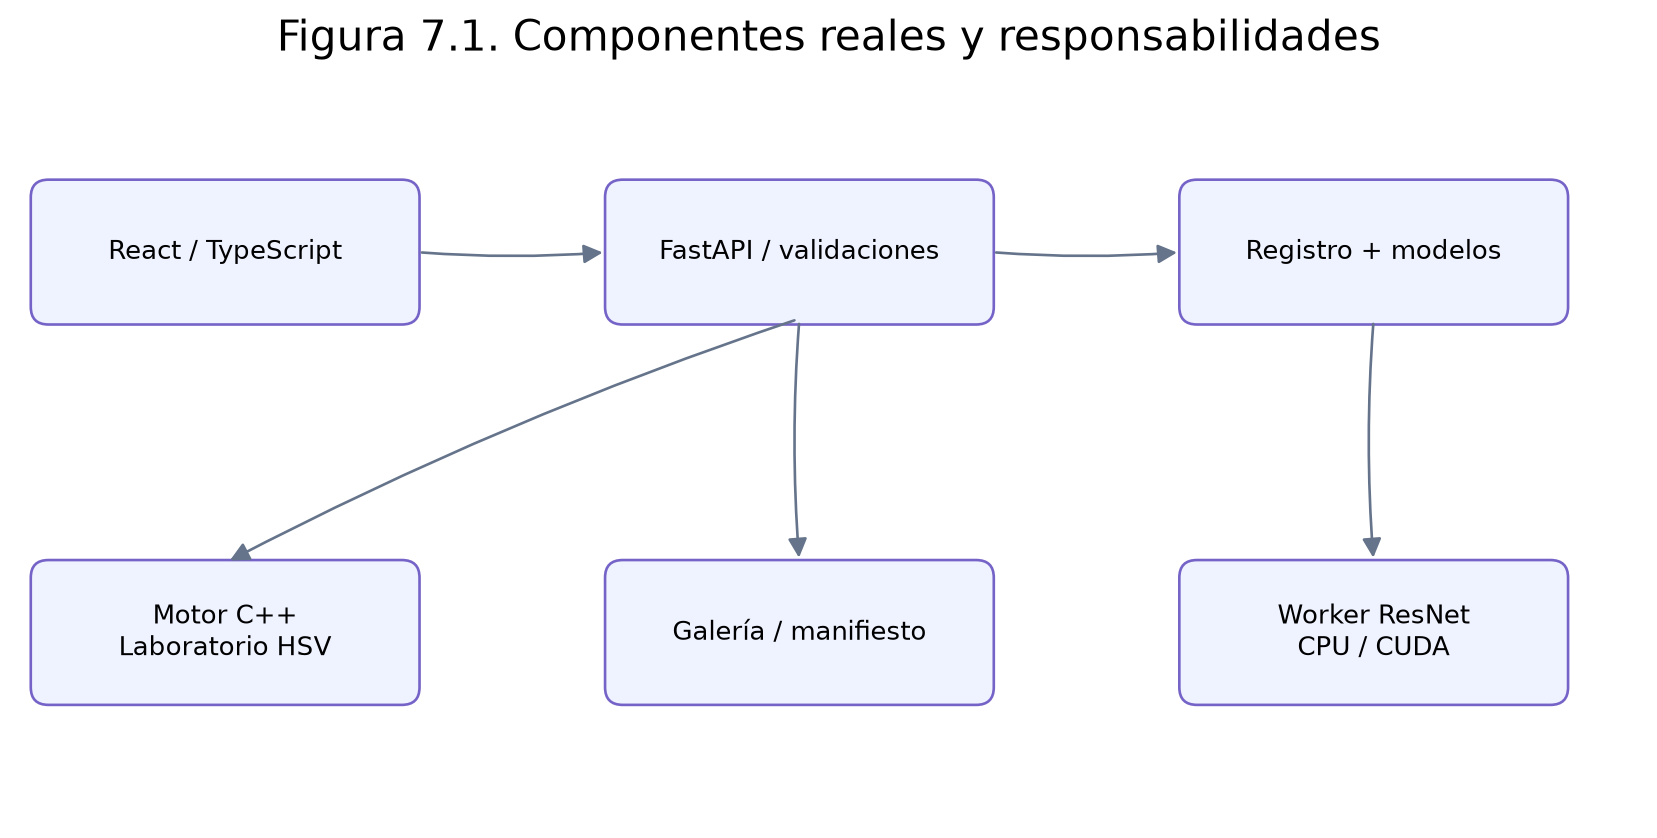 Figura 7.1. Componentes reales y responsabilidades
React / TypeScript
FastAPI / validaciones
Registro + modelos
Motor C++
Laboratorio HSV
Galería / manifiesto
Worker ResNet
CPU / CUDA